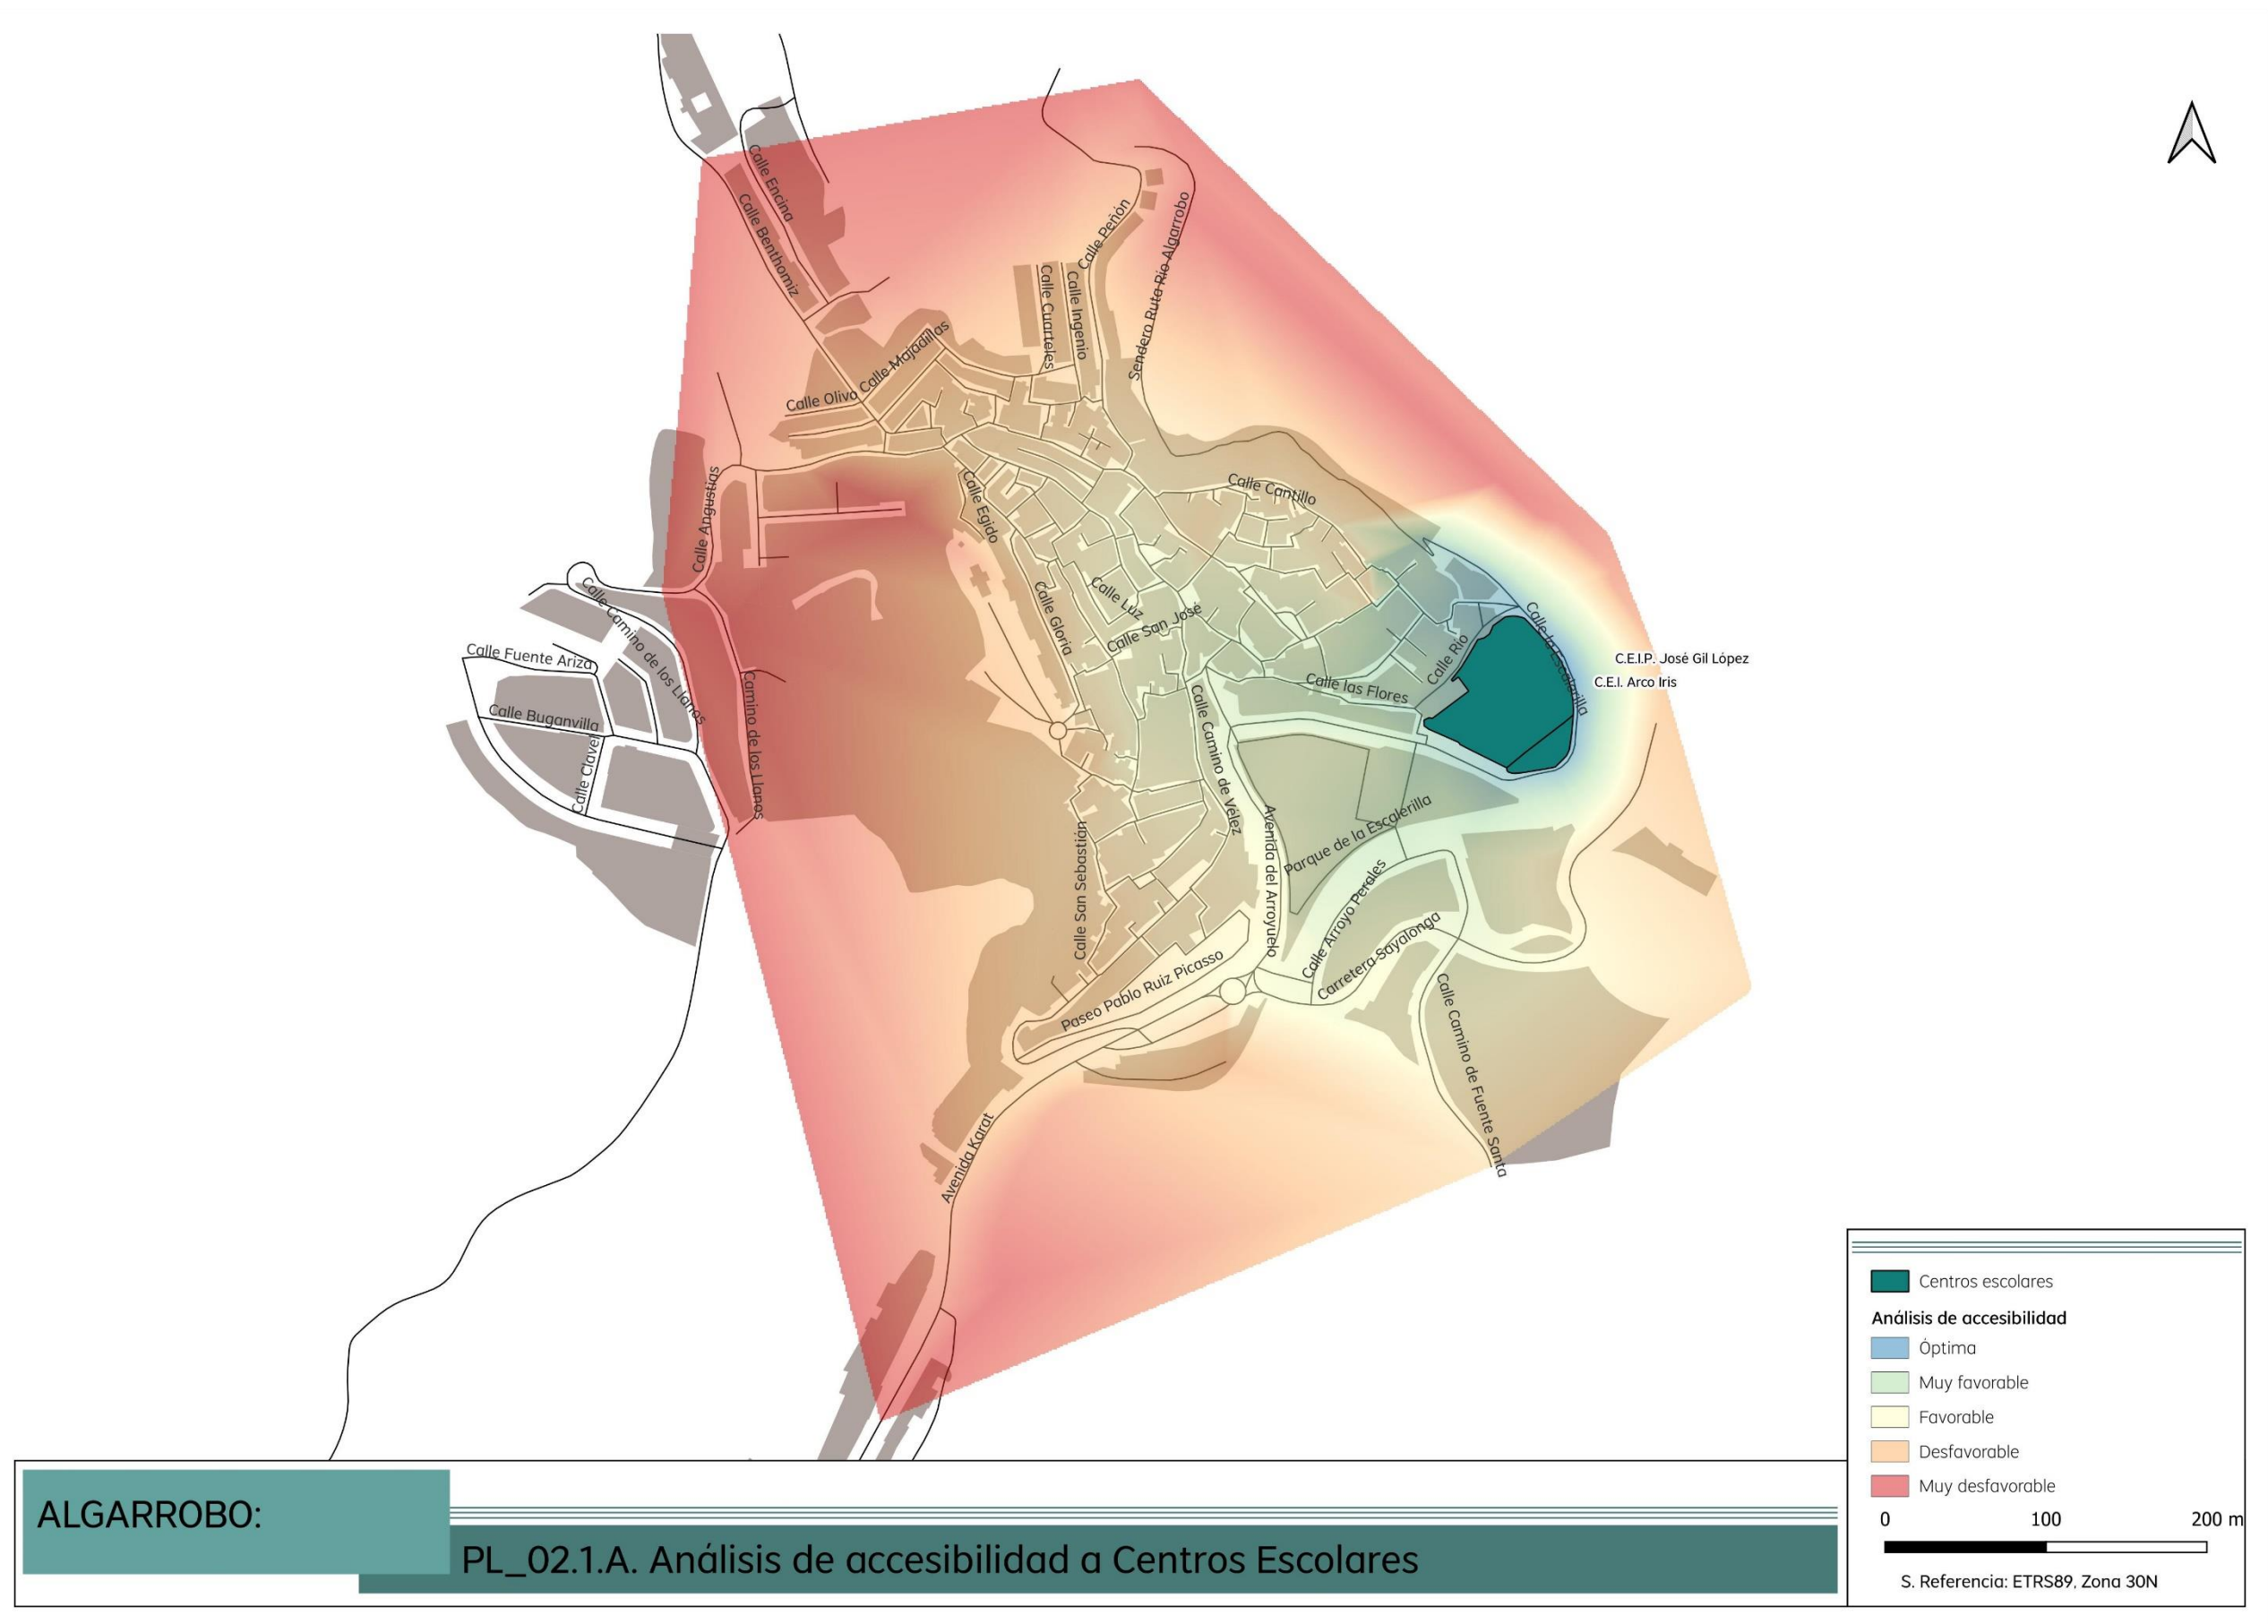 Calle Encina
Calle Benthomiz
Calle Peñón
Sendero Ruta Río Algarrobo
Calle Cuarteles
Calle Ingenio
Calle Majadillas
Calle Olivo
Calle Angustias
Calle Egido
Calle Cantillo
Calle Camino de los Llanos
Calle Fuente Ariza
Calle Buganvilla
Calle Clavel
Camino de los Llanos
Calle Gloria
Calle Luz
Calle San José
Calle Río
Calle la Escalerilla
C.E.I.P. José Gil López
C.E.I. Arco Iris
Calle las Flores
Calle Camino de Vélez
Avenida del Arroyuelo
Parque de la Escalerilla
Calle San Sebastián
Calle Arroyo Perales
Carretera Sayalonga
Paseo Pablo Ruiz Picasso
Calle Camino de Fuente Santa
Avenida Karat
Centros escolares
Análisis de accesibilidad
Óptima
Muy favorable
Favorable
Desfavorable
Muy desfavorable
0 100 200 m
S. Referencia: ETRS89, Zona 30N
ALGARROBO:
PL_02.1.A. Análisis de accesibilidad a Centros Escolares